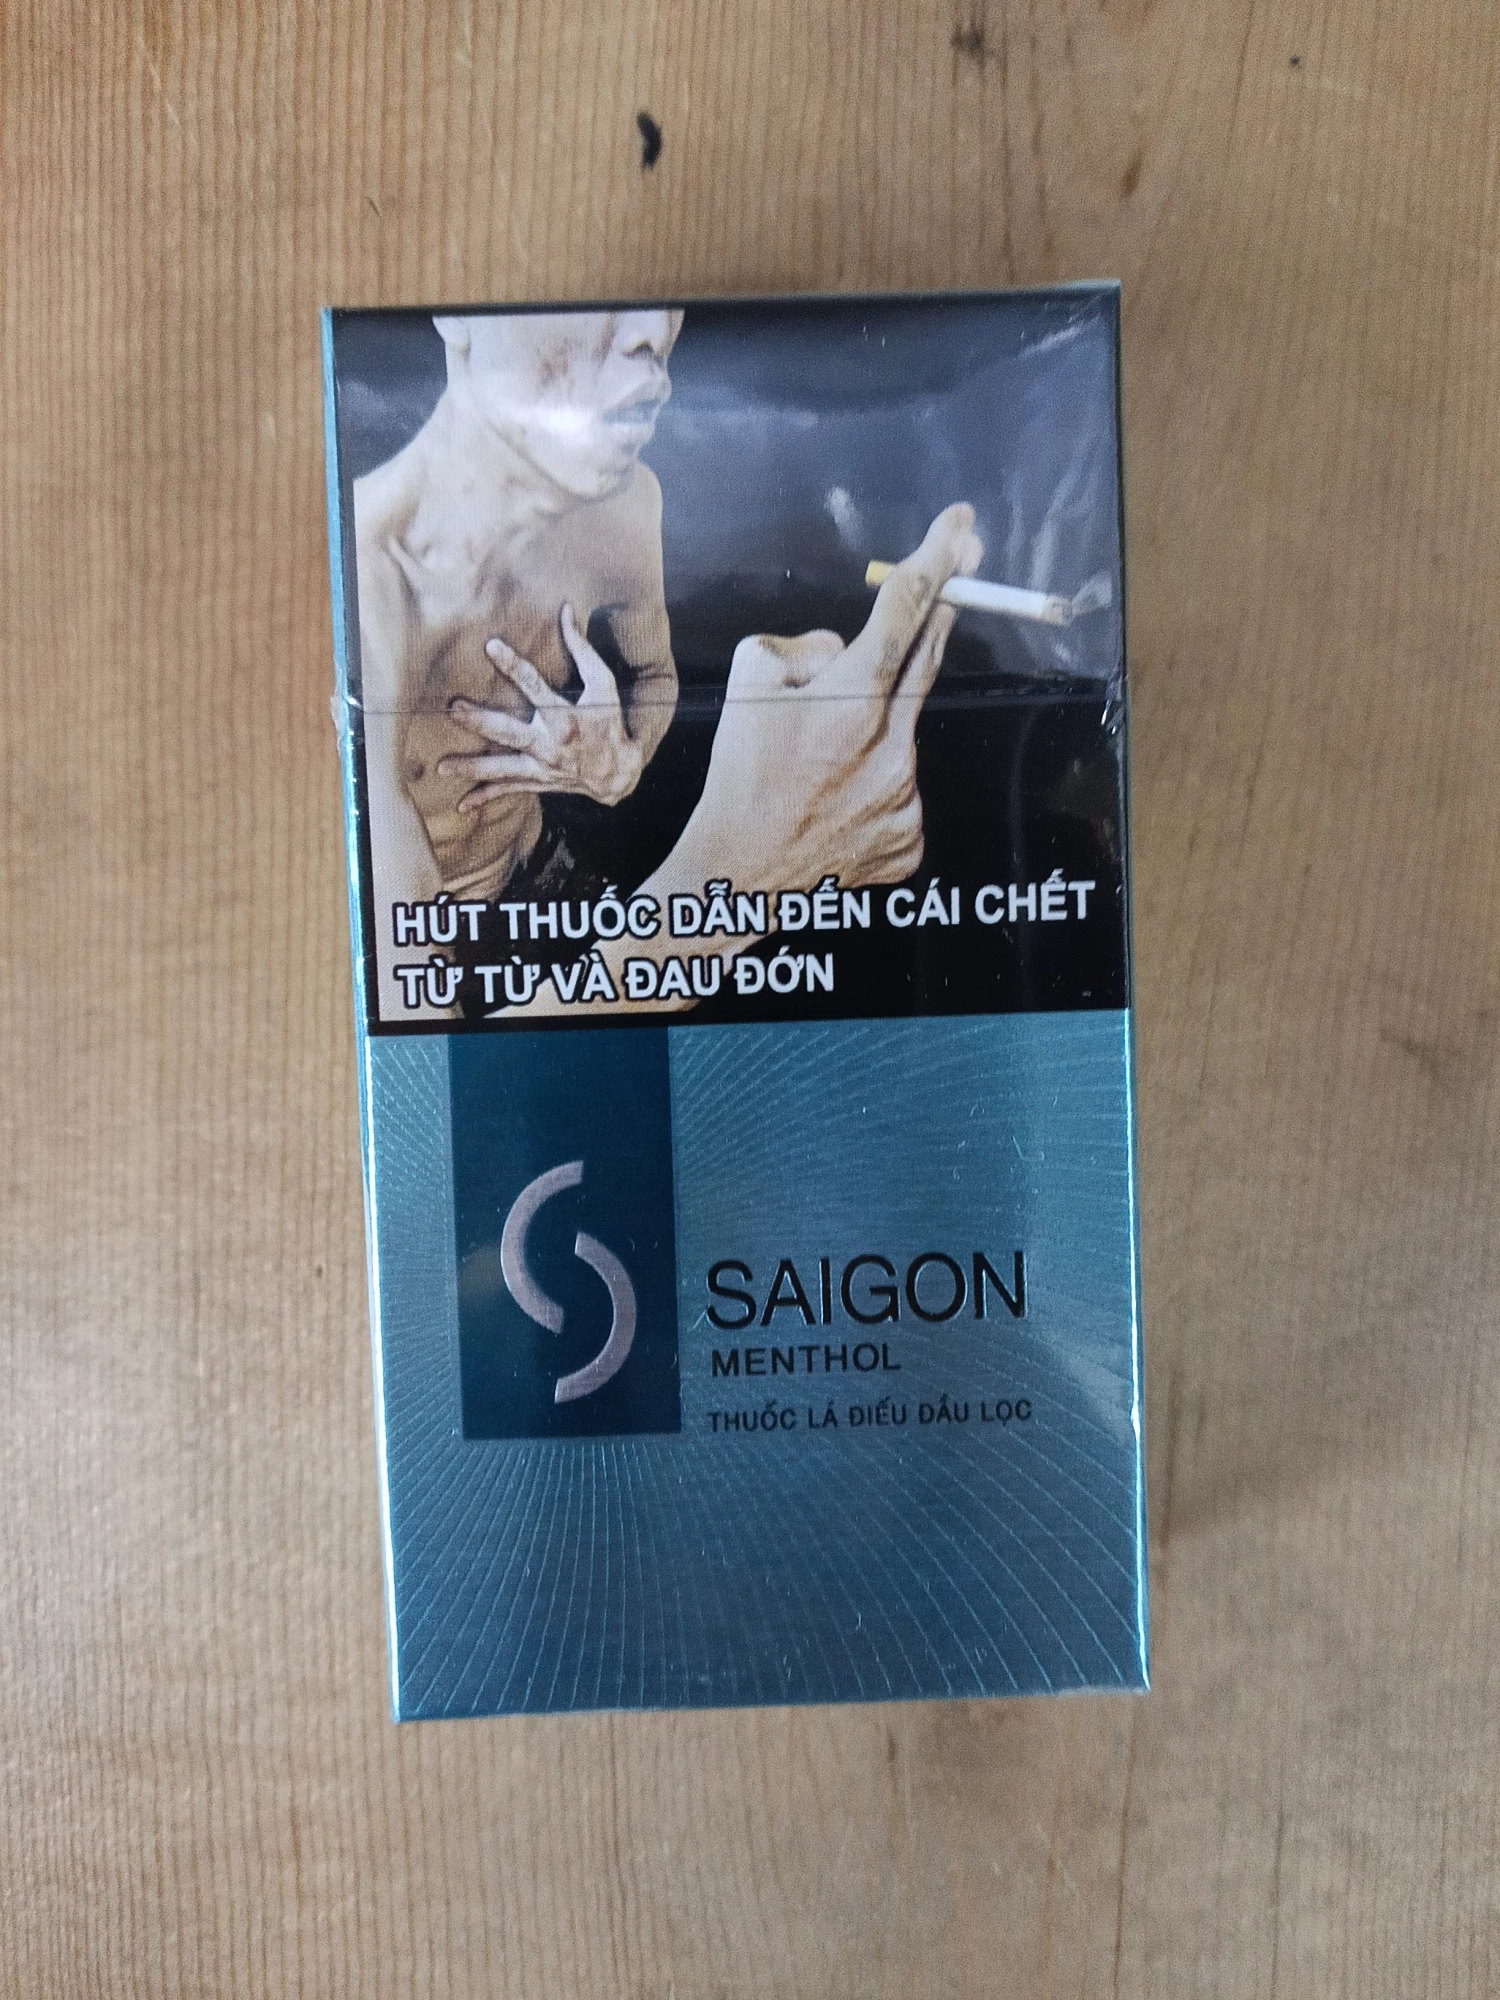 HÚT THUỐC DẪN ĐẾN CÁI CHẾT
TỪ TỪ VÀ ĐAU ĐỚN
SAIGON
MENTHOL
THUỐC LÁ ĐIẾU ĐẦU LỌC